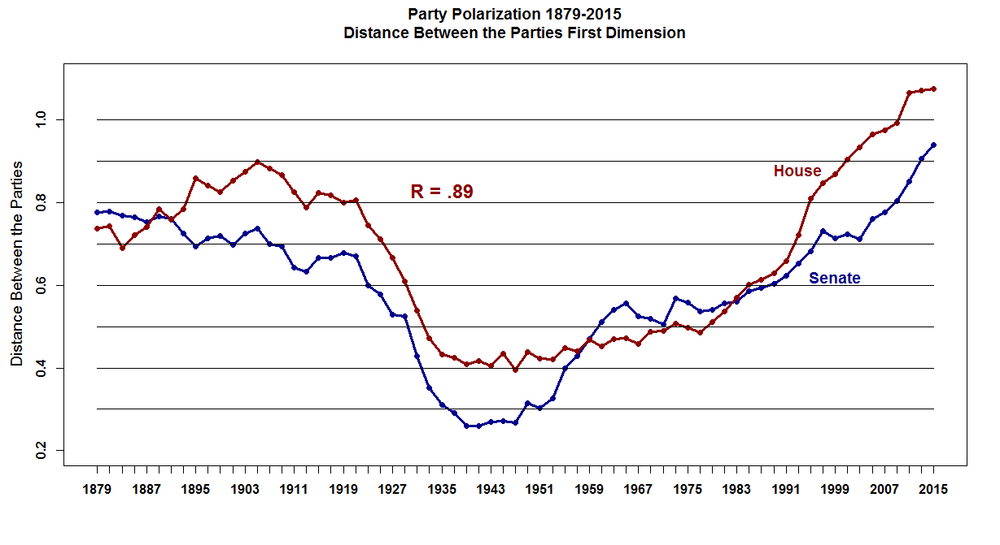 Party Polarization 1879-2015
Distance Between the Parties First Dimension
Distance Between the Parties
1.0
0.8
0.6
0.4
0.2
House
R = .89
Senate
1879 1887 1895 1903 1911 1919 1927 1935 1943 1951 1959 1967 1975 1983 1991 1999 2007 2015